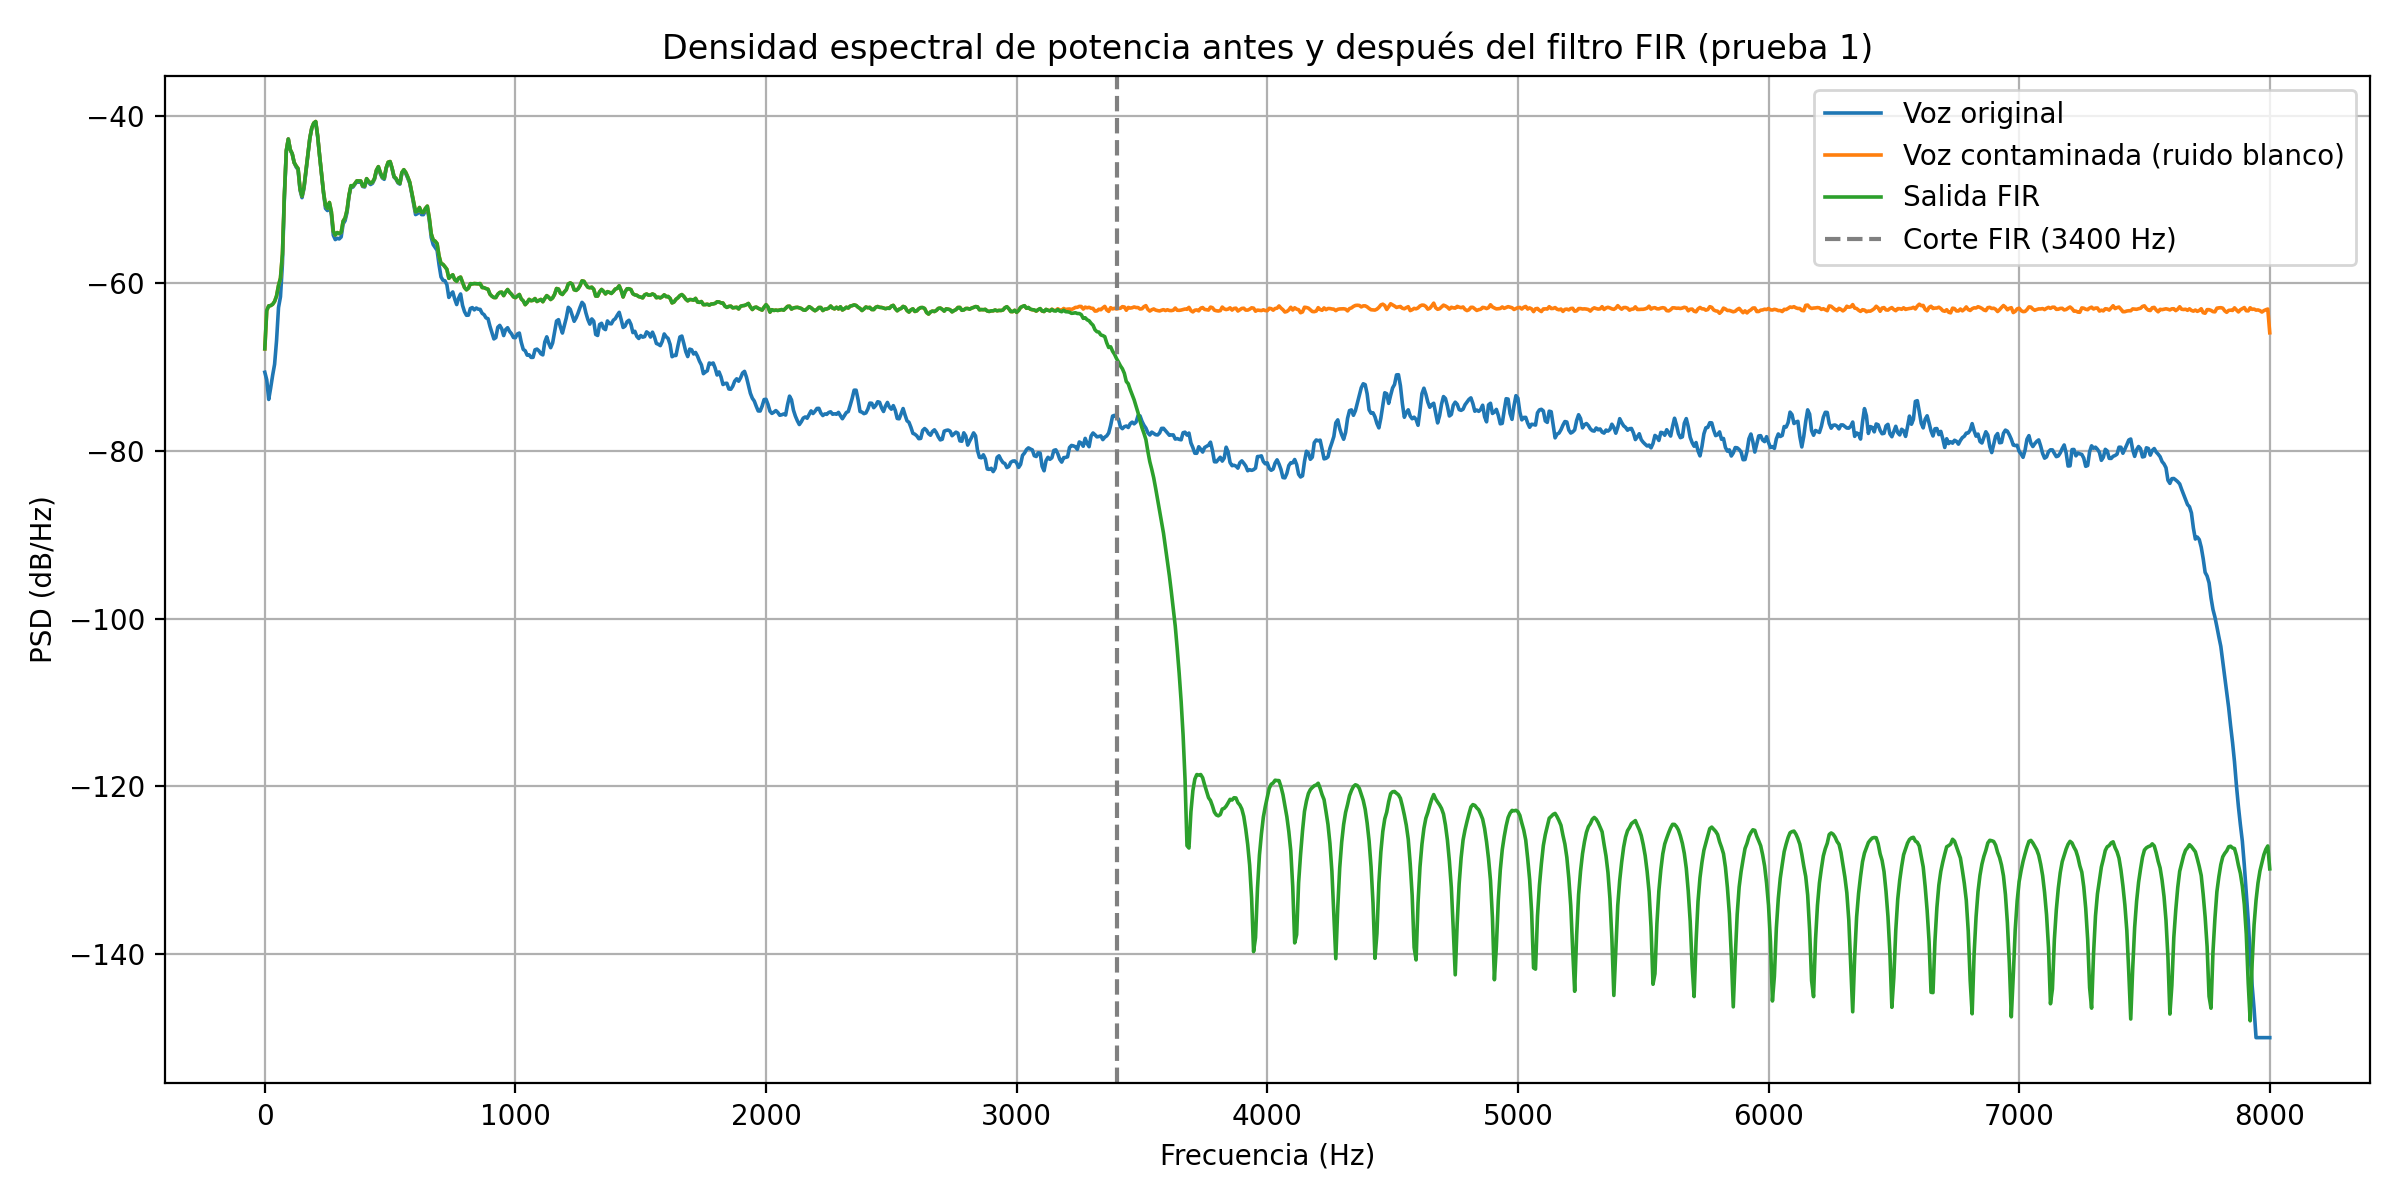 Densidad espectral de potencia antes y después del filtro FIR (prueba 1)
Voz original
Voz contaminada (ruido blanco)
Salida FIR
Corte FIR (3400 Hz)
PSD (dB/Hz)
−40
−60
−80
−100
−120
−140
0 1000 2000 3000 4000 5000 6000 7000 8000
Frecuencia (Hz)